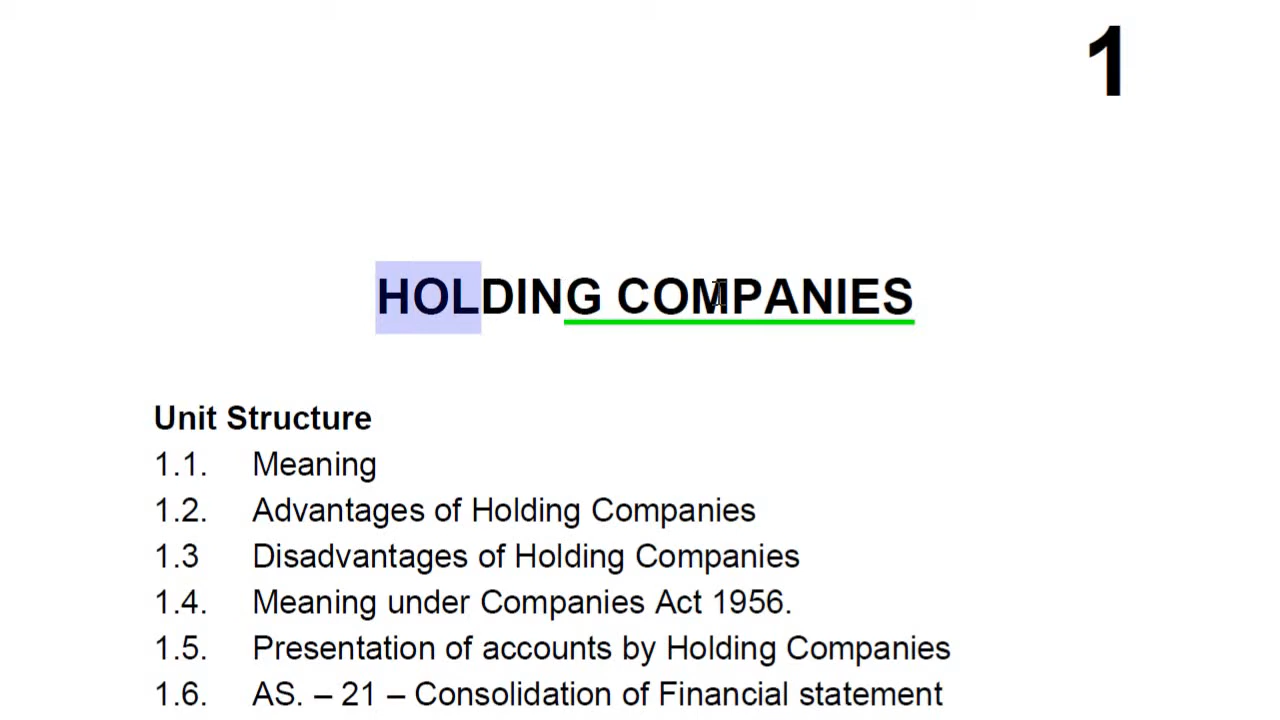 1
HOLDING COMPANIES
Unit Structure
1.1. Meaning
1.2. Advantages of Holding Companies
1.3 Disadvantages of Holding Companies
1.4. Meaning under Companies Act 1956.
1.5. Presentation of accounts by Holding Companies
1.6. AS. – 21 – Consolidation of Financial statement